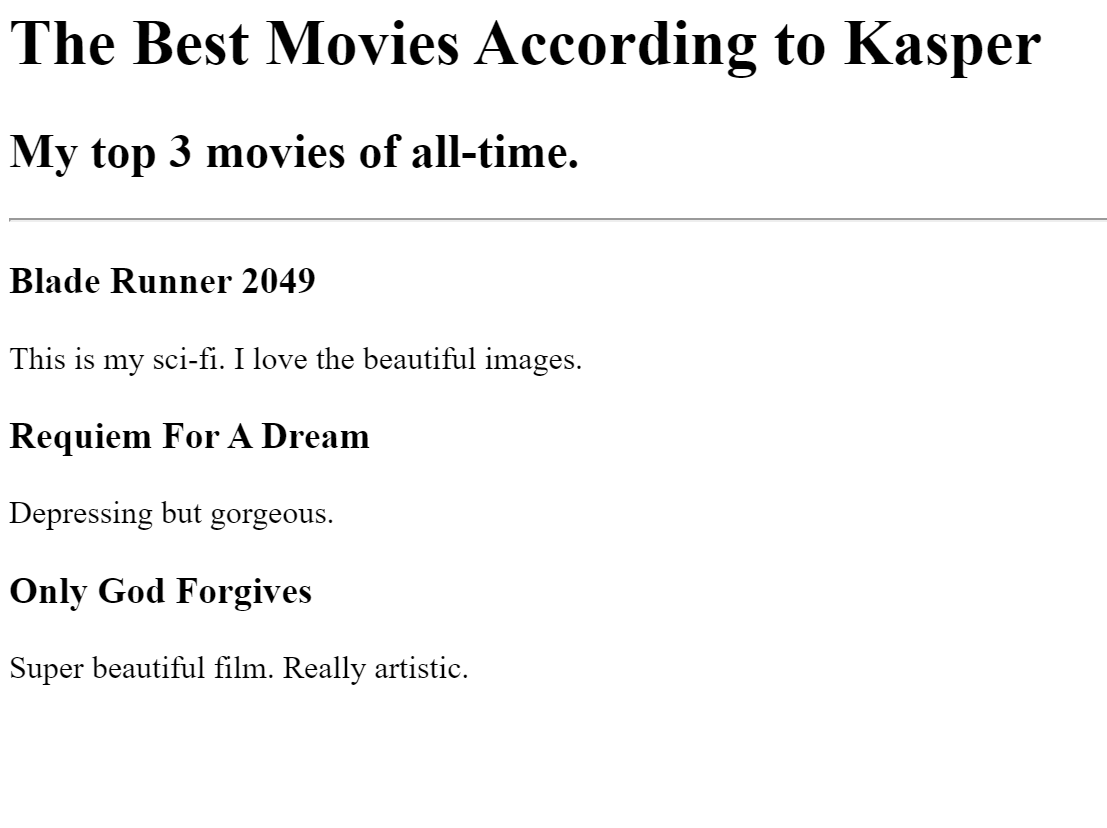 The Best Movies According to Kasper
My top 3 movies of all-time.
Blade Runner 2049
This is my sci-fi. I love the beautiful images.
Requiem For A Dream
Depressing but gorgeous.
Only God Forgives
Super beautiful film. Really artistic.